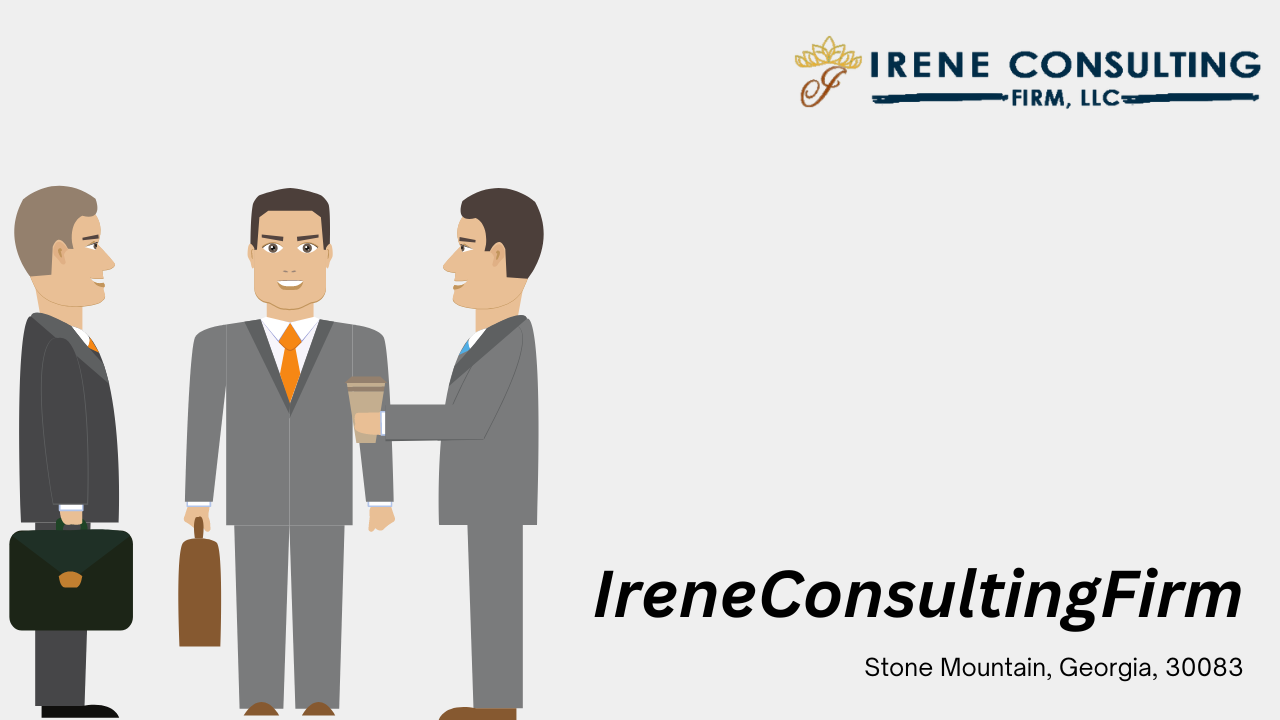 IRENE CONSULTING
FIRM, LLC
IreneConsultingFirm
Stone Mountain, Georgia, 30083